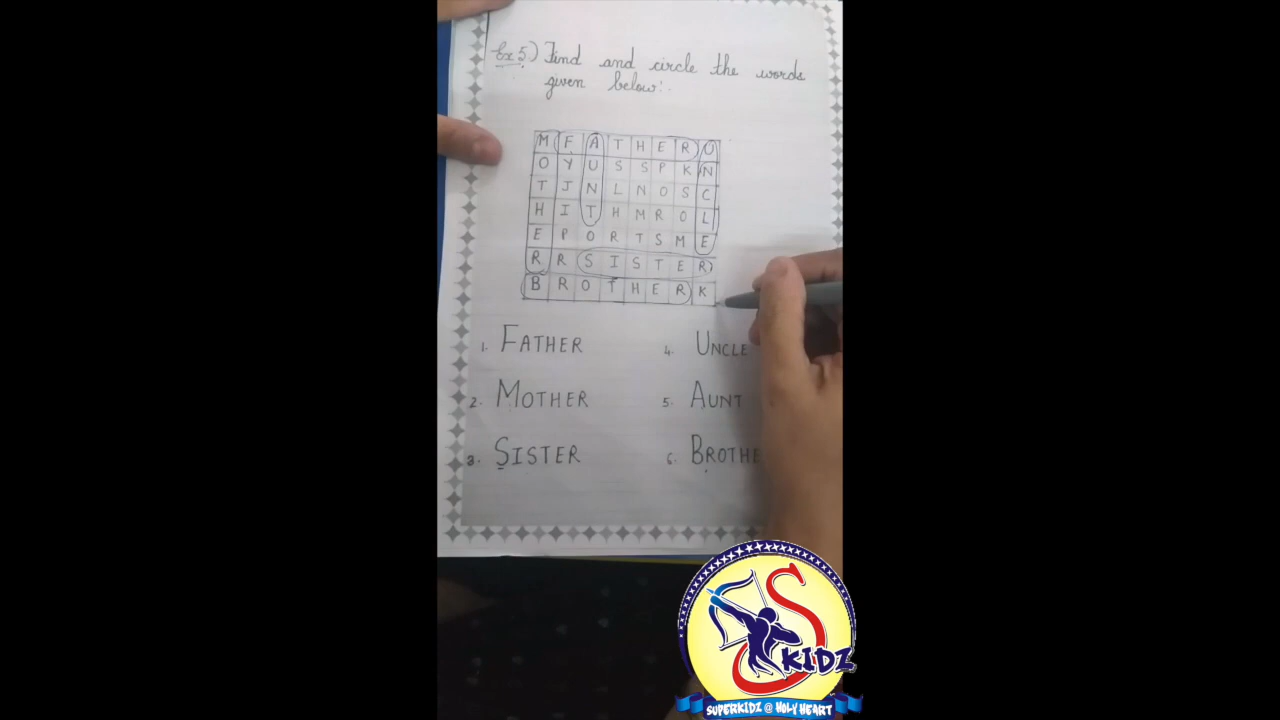 Ex 5.) Find and circle the words
given below:-
M F A T H E R U
O Y U S S P K N
T J N L N O S C
H I T H M R O L
E P O R T S M E
R R S I S T E R
B R O T H E R K
1. FATHER 4. UNCLE
2. MOTHER 5. AUNT
3. SISTER 6. BROTHE
S KIDZ
SUPERKIDZ @ HOLY HEART